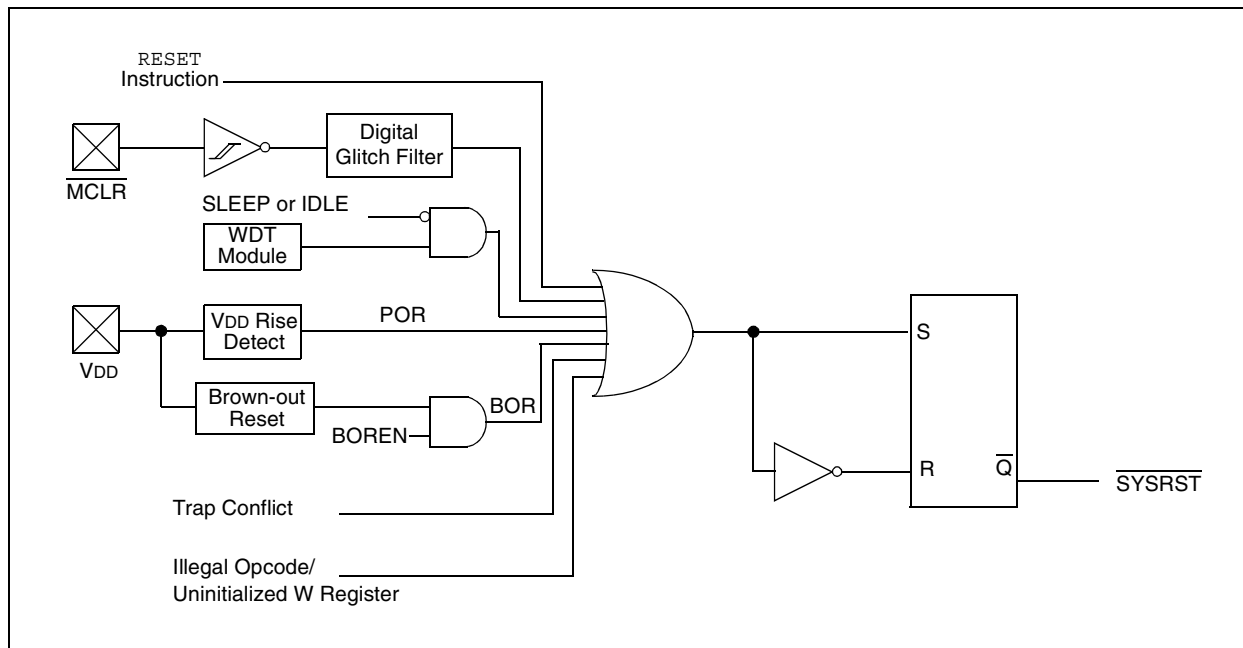 RESET
Instruction
Digital
Glitch Filter
MCLR
SLEEP or IDLE
WDT
Module
VDD
VDD Rise
Detect
POR
Brown-out
Reset
BOREN
BOR
Trap Conflict
Illegal Opcode/
Uninitialized W Register
S
R
Q
SYSRST